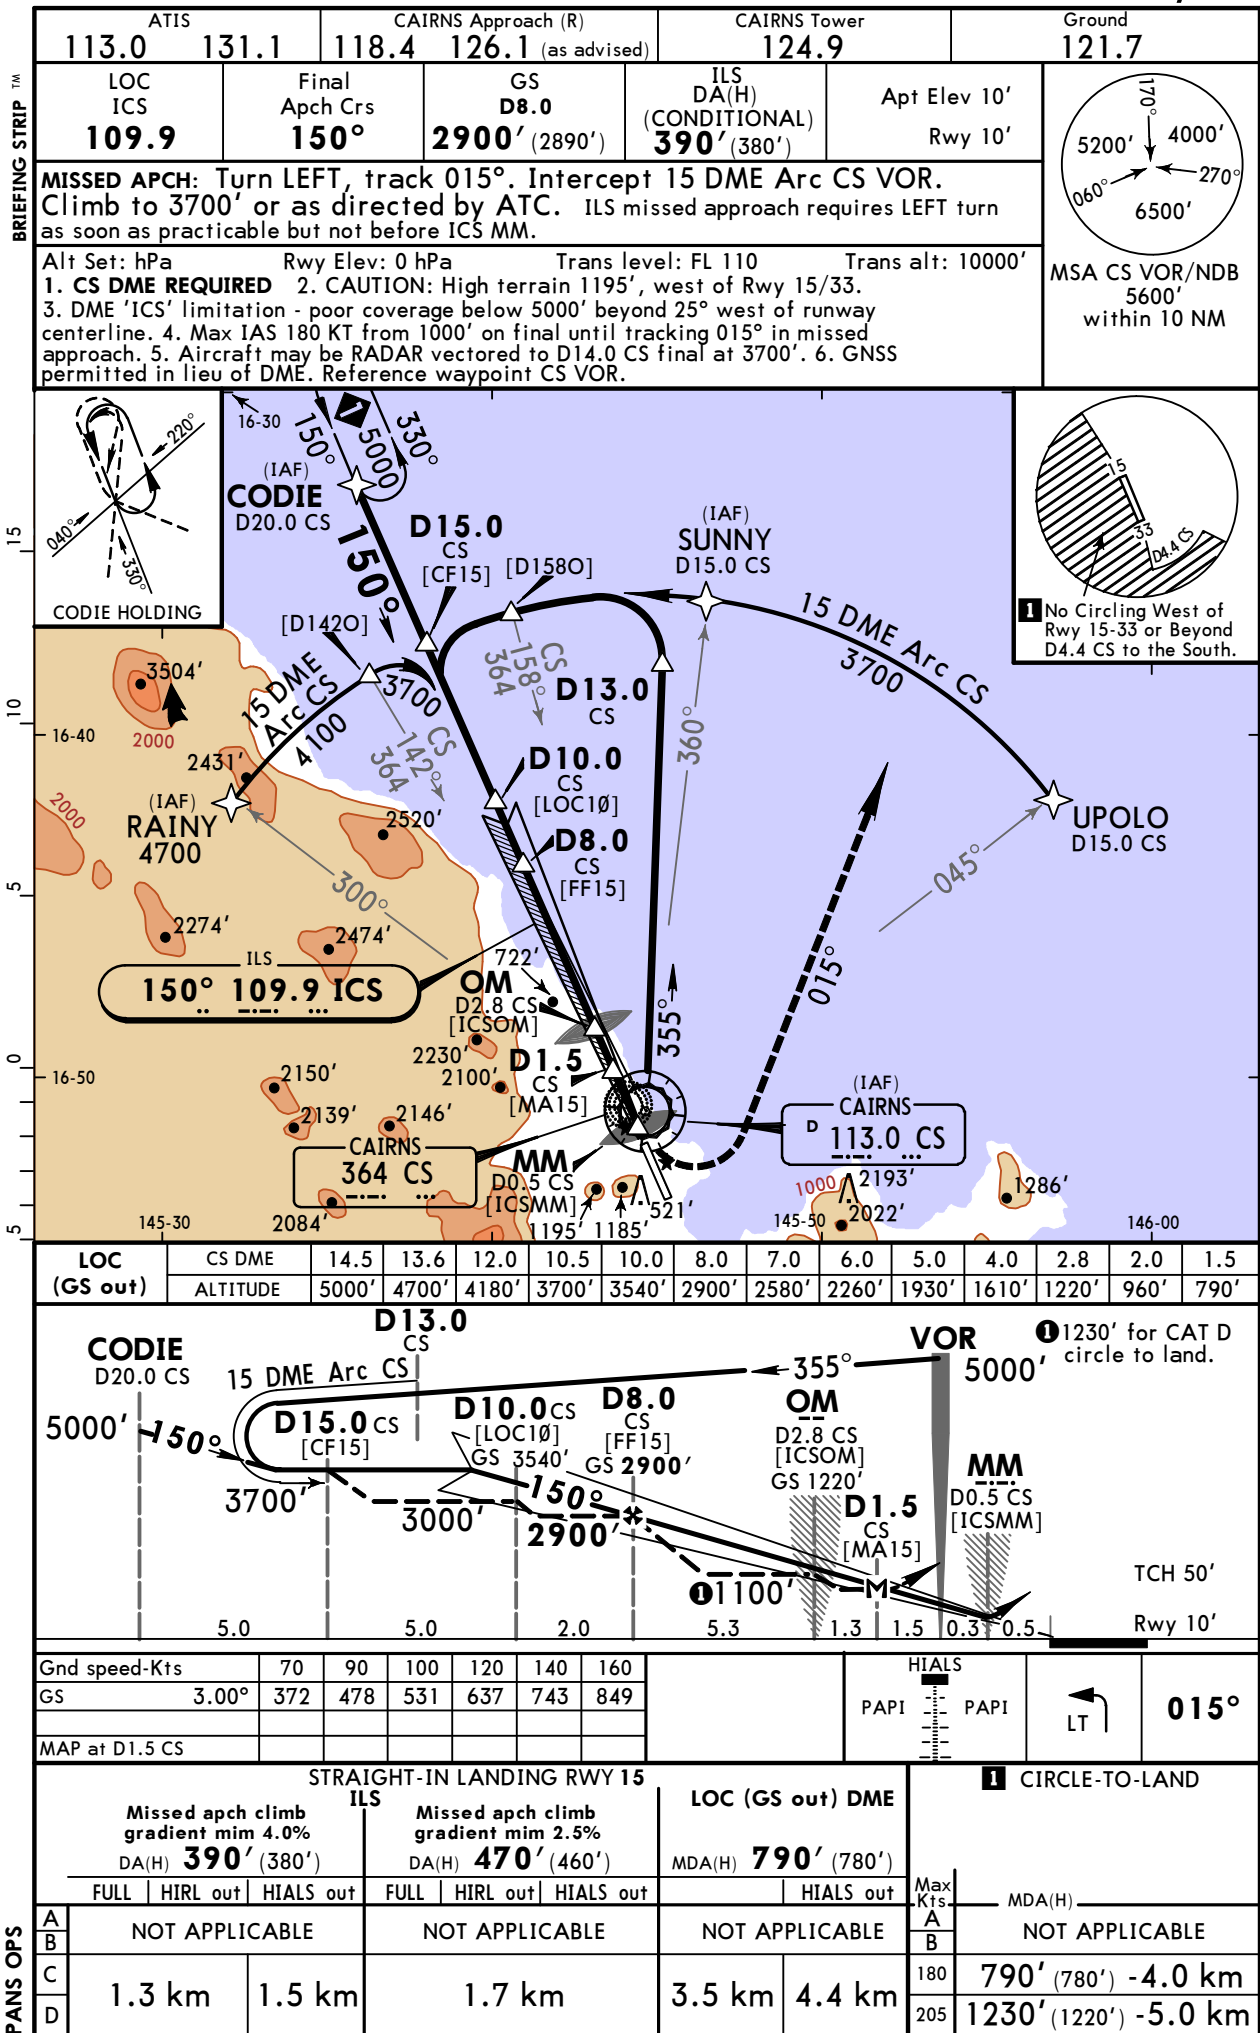 ATIS
113.0 131.1
CAIRNS Approach (R)
118.4 126.1 (as advised)
CAIRNS Tower
124.9
Ground
121.7
BRIEFING STRIP ™
LOC
ICS
109.9
Final
Apch Crs
150°
GS
D8.0
2900' (2890')
ILS
DA(H)
(CONDITIONAL)
390' (380')
Apt Elev 10'
Rwy 10'
MISSED APCH: Turn LEFT, track 015°. Intercept 15 DME Arc CS VOR.
Climb to 3700' or as directed by ATC. ILS missed approach requires LEFT turn
as soon as practicable but not before ICS MM.
Alt Set: hPa Rwy Elev: 0 hPa Trans level: FL 110 Trans alt: 10000'
1. CS DME REQUIRED 2. CAUTION: High terrain 1195', west of Rwy 15/33.
3. DME 'ICS' limitation - poor coverage below 5000' beyond 25° west of runway
centerline. 4. Max IAS 180 KT from 1000' on final until tracking 015° in missed
approach. 5. Aircraft may be RADAR vectored to D14.0 CS final at 3700'. 6. GNSS
permitted in lieu of DME. Reference waypoint CS VOR.
170°
5200' 4000'
060° 270°
6500'
MSA CS VOR/NDB
5600'
within 10 NM
220°
040°
330°
CODIE HOLDING
16-30
150°
5000
330°
(IAF)
CODIE
D20.0 CS
150°
D15.0
CS
[CF15]
[D158O]
(IAF)
SUNNY
D15.0 CS
15 DME Arc CS
3700
15
33
D4.4 CS
1 No Circling West of
Rwy 15-33 or Beyond
D4.4 CS to the South.
[D142O]
3504'
2000
15 DME
Arc CS
4100
3700
CS
158°
364
D13.0
CS
360°
CS
142°
364
16-40
2431'
(IAF)
RAINY
4700
2000
2520'
D10.0
CS
[LOC1Ø]
D8.0
CS
[FF15]
UPOLO
D15.0 CS
045°
300°
2274'
2474'
ILS
150° 109.9 ICS
722'
OM
D2.8 CS
[ICSOM]
015°
355°
2230'
2100'
D1.5
CS
[MA15]
16-50
2150'
2139'
2146'
CAIRNS
364 CS
(IAF)
CAIRNS
D 113.0 CS
MM
D0.5 CS
[ICSMM]
2084'
1195'
1185'
521'
1000
2193'
2022'
1286'
145-30
145-50
146-00
15
10
5
0
5
LOC
(GS out)
CS DME 14.5 13.6 12.0 10.5 10.0 8.0 7.0 6.0 5.0 4.0 2.8 2.0 1.5
ALTITUDE 5000' 4700' 4180' 3700' 3540' 2900' 2580' 2260' 1930' 1610' 1220' 960' 790'
CODIE
D20.0 CS
D13.0
CS
15 DME Arc CS
355°
VOR
5000'
1 1230' for CAT D
circle to land.
5000'
150°
D15.0 CS
[CF15]
D10.0 CS
[LOC1Ø]
GS 3540'
D8.0
CS
[FF15]
GS 2900'
OM
D2.8 CS
[ICSOM]
GS 1220'
MM
D0.5 CS
[ICSMM]
3700'
3000'
150°
2900'
D1.5
CS
[MA15]
1 1100'
M
TCH 50'
Rwy 10'
5.0 5.0 2.0 5.3 1.3 1.5 0.3 0.5
Gnd speed-Kts 70 90 100 120 140 160
GS 3.00° 372 478 531 637 743 849
MAP at D1.5 CS
HIALS
PAPI PAPI
LT
015°
PANS OPS
STRAIGHT-IN LANDING RWY 15
ILS
Missed apch climb
gradient mim 4.0%
DA(H) 390' (380')
Missed apch climb
gradient mim 2.5%
DA(H) 470' (460')
LOC (GS out) DME
MDA(H) 790' (780')
1 CIRCLE-TO-LAND
FULL HIRL out HIALS out FULL HIRL out HIALS out HIALS out
Max
Kts
MDA(H)
A
B
NOT APPLICABLE NOT APPLICABLE NOT APPLICABLE
A
B
NOT APPLICABLE
C
D
1.3 km 1.5 km 1.7 km 3.5 km 4.4 km
180 790' (780') -4.0 km
205 1230' (1220') -5.0 km